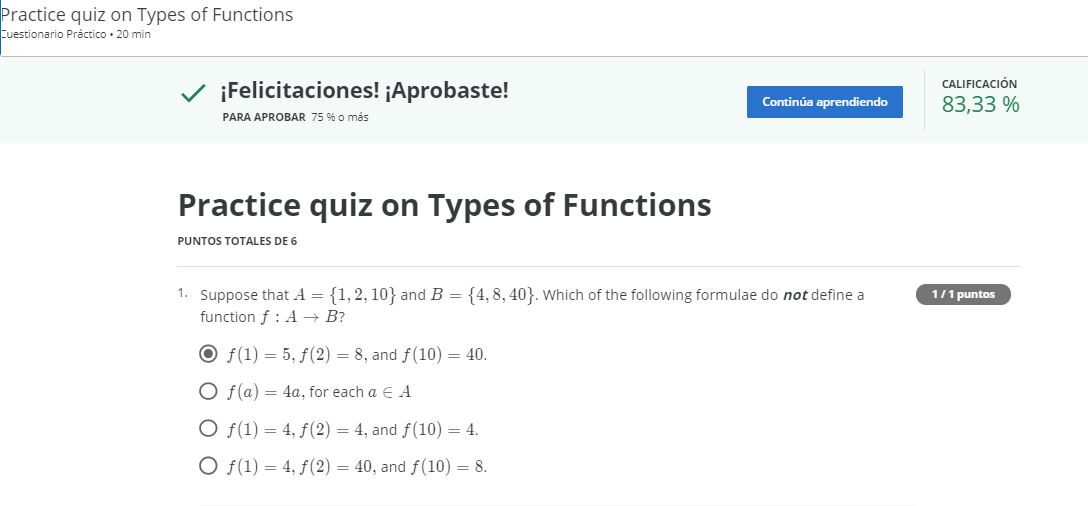 Practice quiz on Types of Functions
Cuestionario Práctico • 20 min
¡Felicitaciones! ¡Aprobaste!
PARA APROBAR 75 % o más
Continúa aprendiendo
CALIFICACIÓN
83,33 %
Practice quiz on Types of Functions
PUNTOS TOTALES DE 6
1. Suppose that A = {1, 2, 10} and B = {4, 8, 40}. Which of the following formulae do not define a
function f : A → B?
1 / 1 puntos
f(1) = 5, f(2) = 8, and f(10) = 40.
f(a) = 4a, for each a ∈ A
f(1) = 4, f(2) = 4, and f(10) = 4.
f(1) = 4, f(2) = 40, and f(10) = 8.